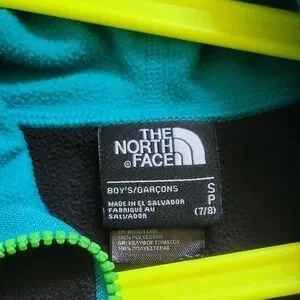 THE
NORTH
FACE
BOY'S/GARÇONS
S
P
(7/8)
MADE IN EL SALVADOR
FABRIQUÉ AU
SALVADOR
100% POLYESTER